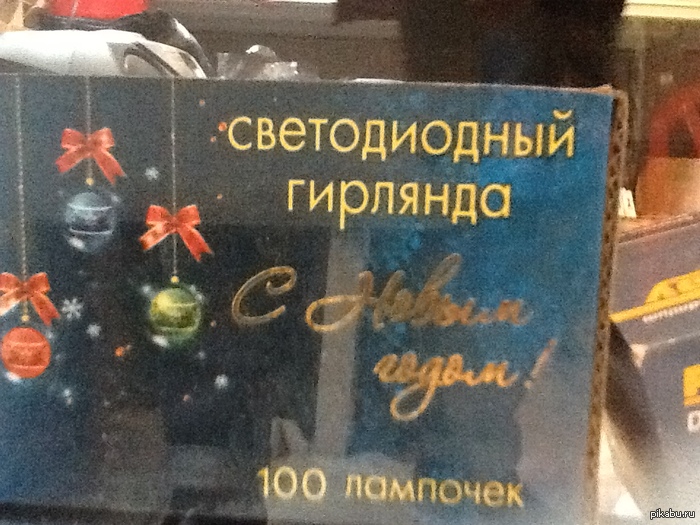 светодиодный
гирлянда
С Новым
годом!
100 лампочек
pikabu.ru